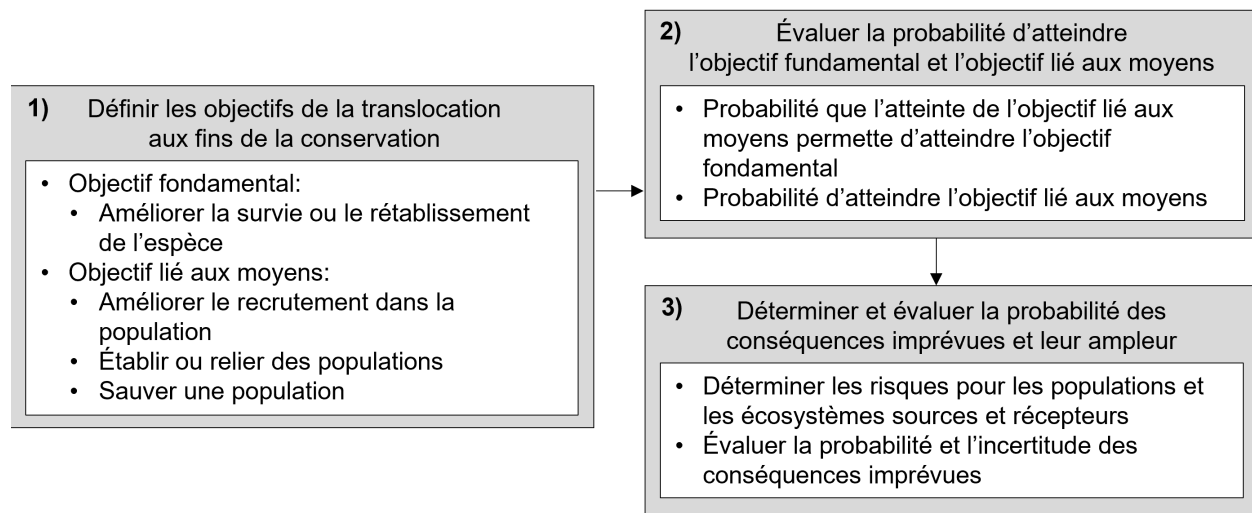 1) Définir les objectifs de la translocation
aux fins de la conservation
• Objectif fondamental:
• Améliorer la survie ou le rétablissement
de l’espèce
• Objectif lié aux moyens:
• Améliorer le recrutement dans la
population
• Établir ou relier des populations
• Sauver une population
2) Évaluer la probabilité d’atteindre
l’objectif fundamental et l’objectif lié aux moyens
• Probabilité que l’atteinte de l’objectif lié aux
moyens permette d’atteindre l’objectif
fondamental
• Probabilité d’atteindre l’objectif lié aux moyens
3) Déterminer et évaluer la probabilité des
conséquences imprévues et leur ampleur
• Déterminer les risques pour les populations et
les écosystèmes sources et récepteurs
• Évaluer la probabilité et l’incertitude des
conséquences imprévues